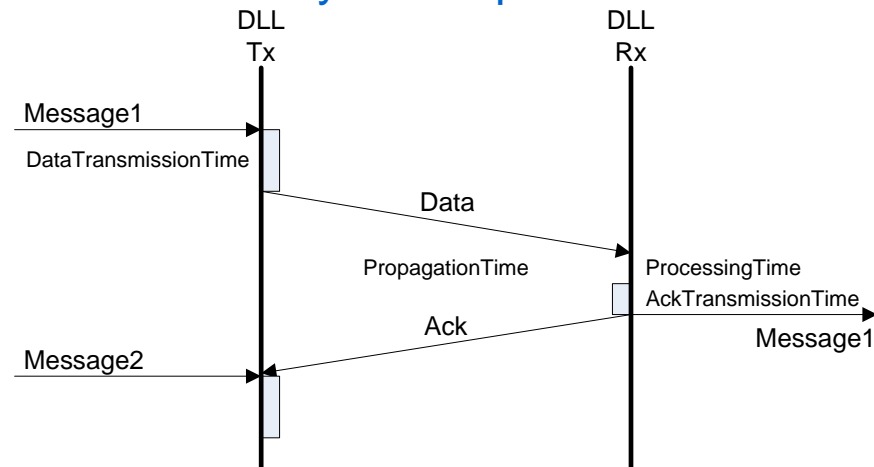 DLL DLL
Tx Rx
Message1
DataTransmissionTime
Data
PropagationTime ProcessingTime
AckTransmissionTime
Ack
Message1
Message2